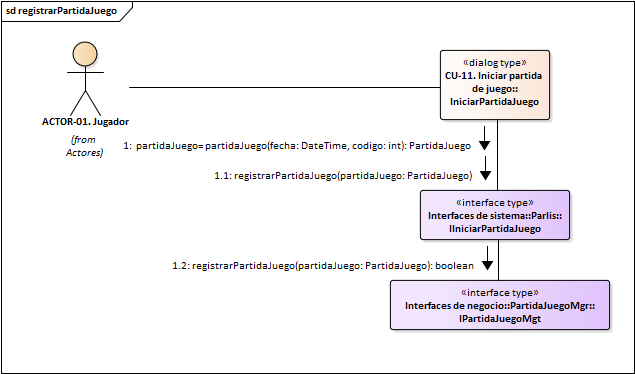 sd registrarPartidaJuego
«dialog type»
CU-11. Iniciar partida
de juego::
IniciarPartidaJuego
ACTOR-01. Jugador
(from
Actores)
1: partidaJuego=partidaJuego(fecha: DateTime, codigo: int): PartidaJuego
1.1: registrarPartidaJuego(partidaJuego: PartidaJuego)
«interface type»
Interfaces de sistema::Parlis::
IIniciarPartidaJuego
1.2: registrarPartidaJuego(partidaJuego: PartidaJuego): boolean
«interface type»
Interfaces de negocio::PartidaJuegoMgr::
IPartidaJuegoMgt